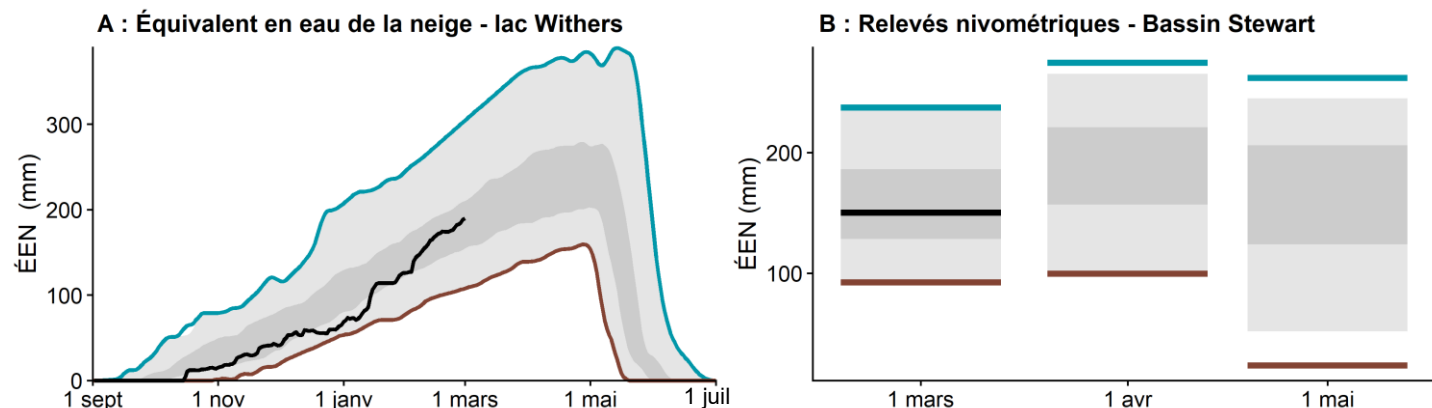 A : Équivalent en eau de la neige - lac Withers
ÉEN (mm)
300
200
100
0
1 sept
1 nov
1 janv
1 mars
1 mai
1 juil
B : Relevés nivométriques - Bassin Stewart
ÉEN (mm)
200
100
1 mars
1 avr
1 mai